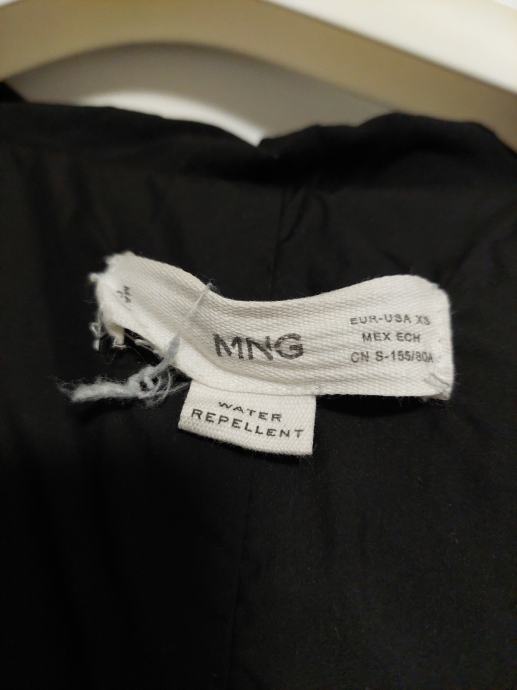 MNG
EUR-USA XS
MEX ECH
CN S-155/80A
WATER
REPELLENT